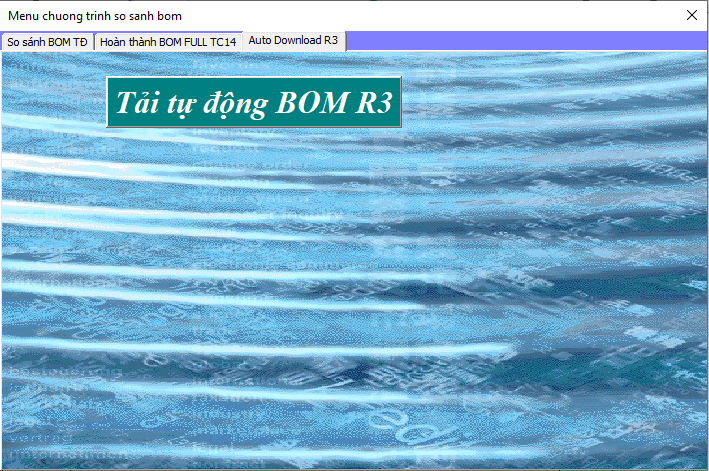 Menu chuong trinh so sanh bom
So sánh BOM TĐ
Hoàn thành BOM FULL TC14
Auto Download R3
Tải tự động BOM R3